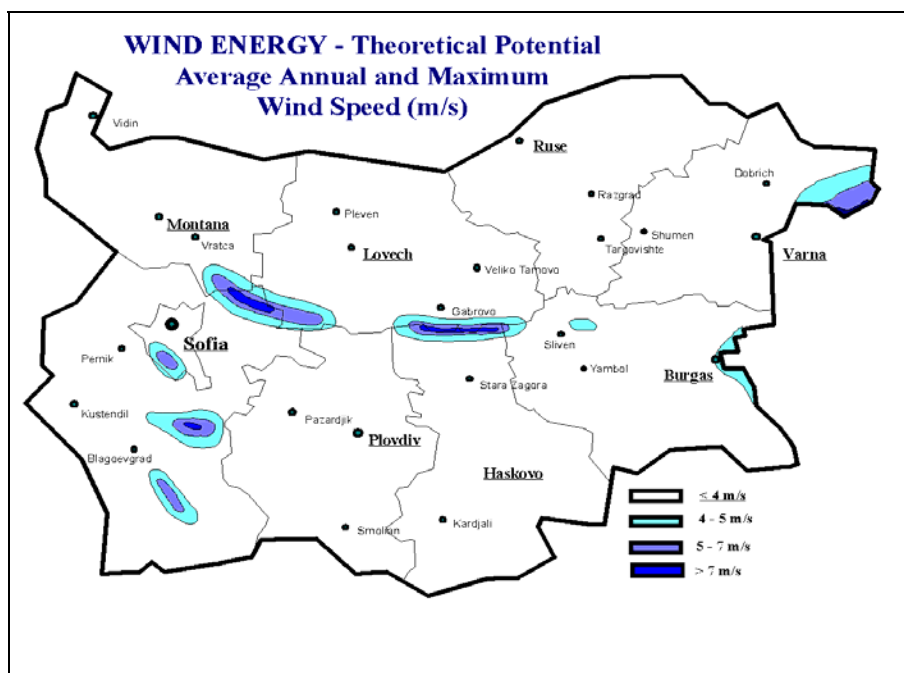 WIND ENERGY - Theoretical Potential
Average Annual and Maximum
Wind Speed (m/s)
Vidin
Ruse
Dobrich
Razgrad
Pleven
Montana
Vratca
Shumen
Targovishte
Varna
Lovech
Veliko Tarnovo
Gabrovo
Sofia
Sliven
Pernik
Yambol
Burgas
Stara Zagora
Kustendil
Pazardjik
Plovdiv
Blagoevgrad
Haskovo
Smolian
Kardjali
≤ 4 m/s
4 - 5 m/s
5 - 7 m/s
> 7 m/s